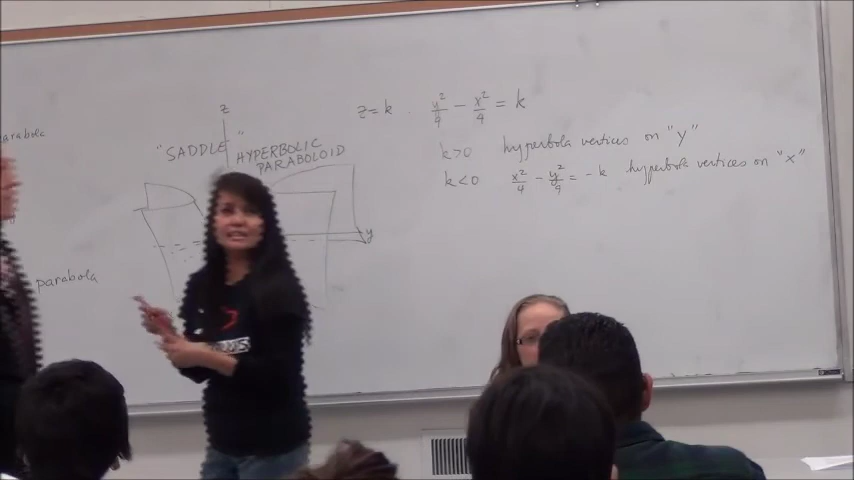 parabola
parabola
z
"SADDLE" HYPERBOLIC
PARABOLOID
y
z = k . y²/9 − x²/4 = k
k>0 hyperbola vertices on "y"
k<0 x²/4 − y²/9 = −k hyperbola vertices on "x"